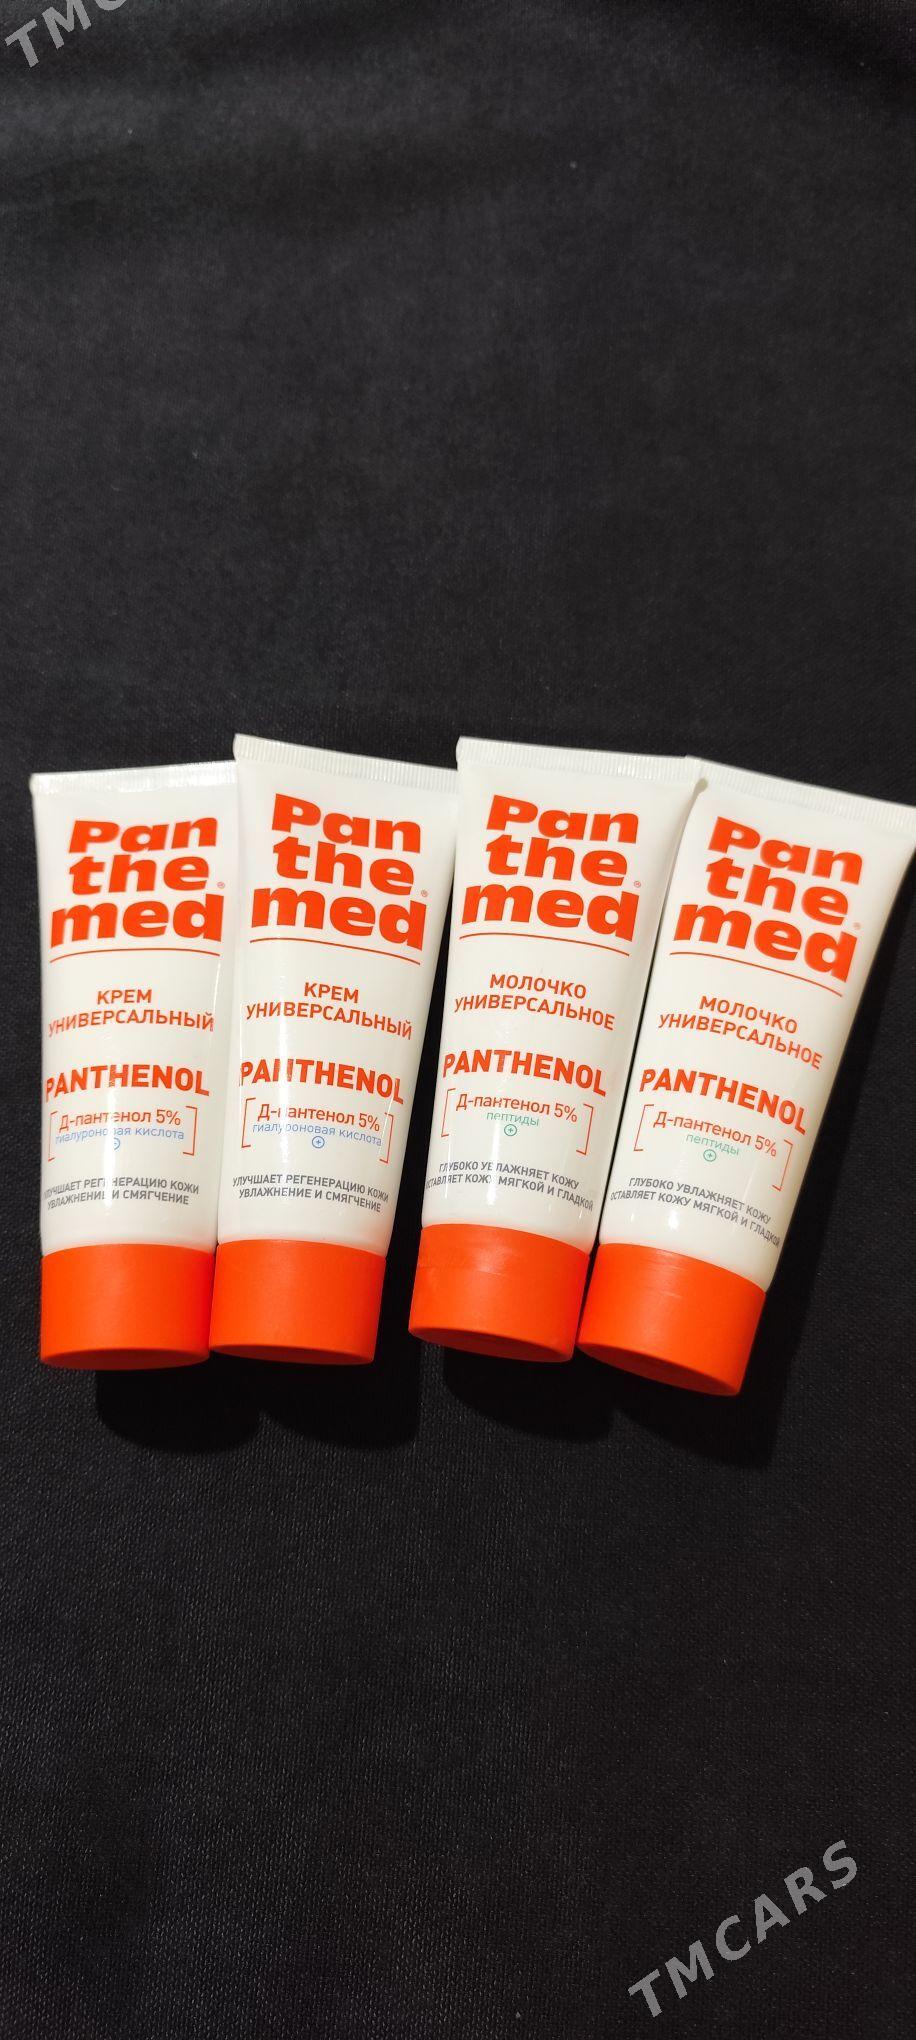 TMC
Pan
the
med®
КРЕМ
УНИВЕРСАЛЬНЫЙ
PANTHENOL
Д-пантенол 5%
гиалуроновая кислота
УЛУЧШАЕТ РЕГЕНЕРАЦИЮ КОЖИ
УВЛАЖНЕНИЕ И СМЯГЧЕНИЕ
Pan
the
med®
КРЕМ
УНИВЕРСАЛЬНЫЙ
PANTHENOL
Д-пантенол 5%
гиалуроновая кислота
УЛУЧШАЕТ РЕГЕНЕРАЦИЮ КОЖИ
УВЛАЖНЕНИЕ И СМЯГЧЕНИЕ
Pan
the
med®
МОЛОЧКО
УНИВЕРСАЛЬНОЕ
PANTHENOL
Д-пантенол 5%
пептиды
ГЛУБОКО УВЛАЖНЯЕТ КОЖУ
ОСТАВЛЯЕТ КОЖУ МЯГКОЙ И ГЛАДКОЙ
Pan
the
med®
МОЛОЧКО
УНИВЕРСАЛЬНОЕ
PANTHENOL
Д-пантенол 5%
пептиды
ГЛУБОКО УВЛАЖНЯЕТ КОЖУ
ОСТАВЛЯЕТ КОЖУ МЯГКОЙ И ГЛАДКОЙ
TMCARS